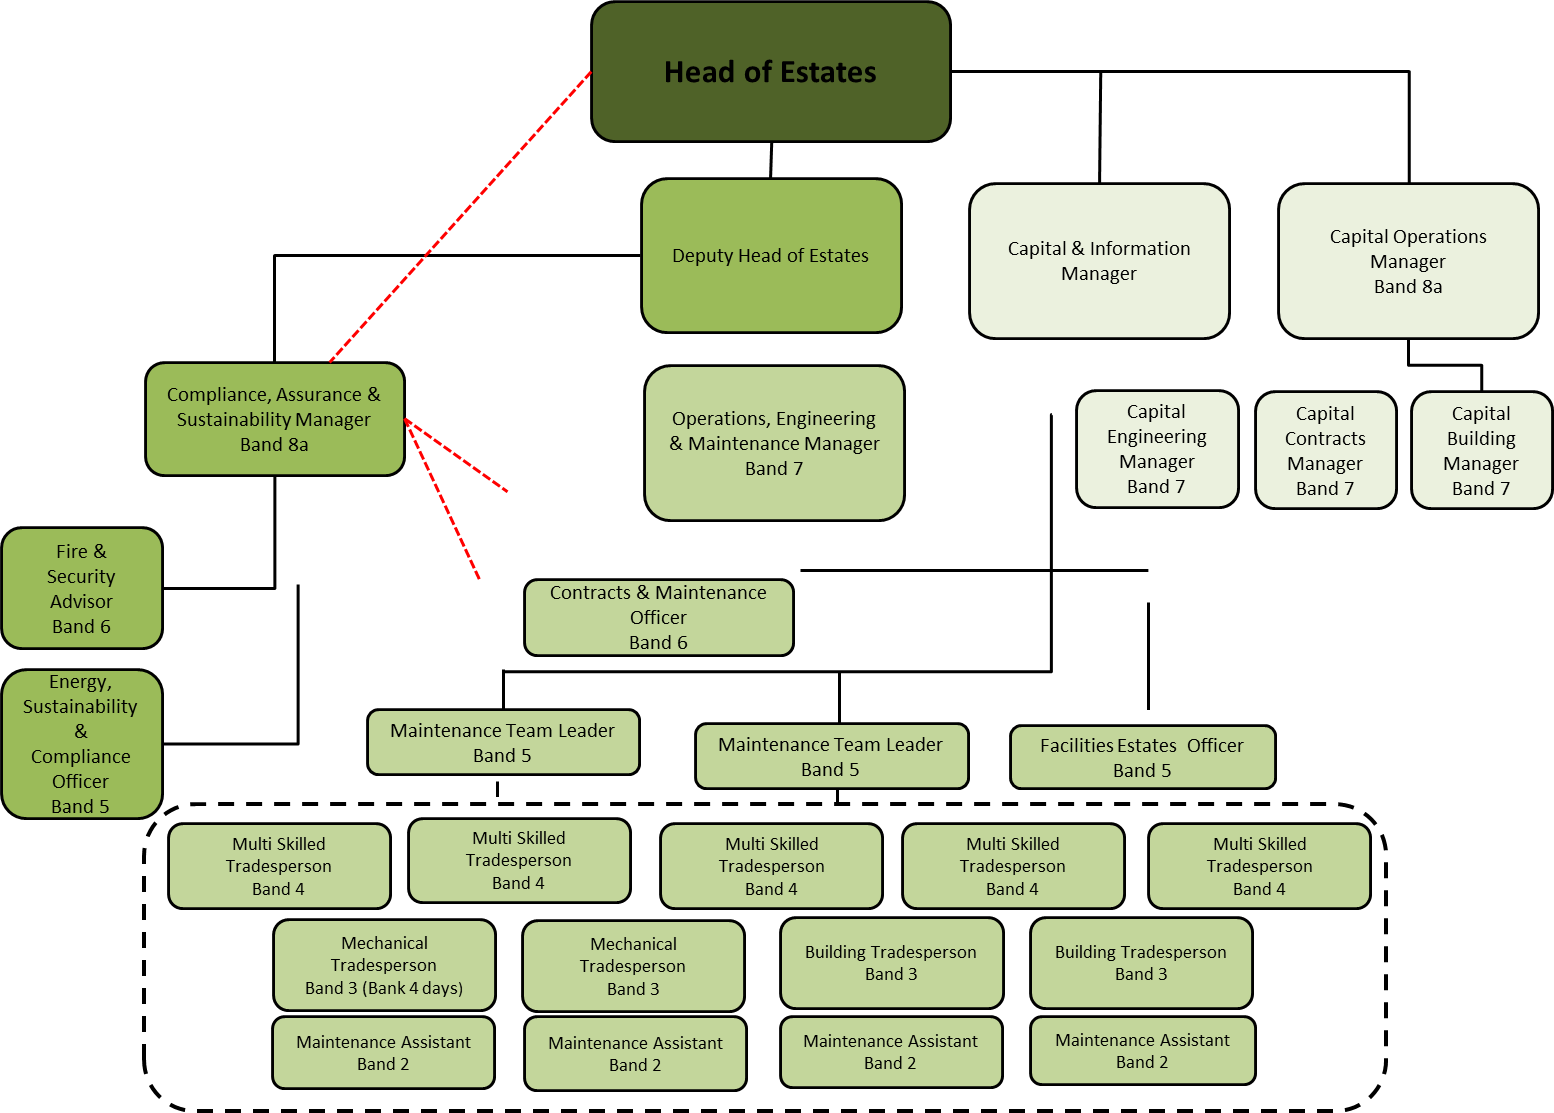 Head of Estates
Deputy Head of Estates
Capital & Information
Manager
Capital Operations
Manager
Band 8a
Compliance, Assurance &
Sustainability Manager
Band 8a
Operations, Engineering
& Maintenance Manager
Band 7
Capital
Engineering
Manager
Band 7
Capital
Contracts
Manager
Band 7
Capital
Building
Manager
Band 7
Fire &
Security
Advisor
Band 6
Contracts & Maintenance
Officer
Band 6
Energy,
Sustainability
&
Compliance
Officer
Band 5
Maintenance Team Leader
Band 5
Maintenance Team Leader
Band 5
Facilities Estates  Officer
Band 5
Multi Skilled
Tradesperson
Band 4
Multi Skilled
Tradesperson
Band 4
Multi Skilled
Tradesperson
Band 4
Multi Skilled
Tradesperson
Band 4
Multi Skilled
Tradesperson
Band 4
Mechanical
Tradesperson
Band 3 (Bank 4 days)
Mechanical
Tradesperson
Band 3
Building Tradesperson
Band 3
Building Tradesperson
Band 3
Maintenance Assistant
Band 2
Maintenance Assistant
Band 2
Maintenance Assistant
Band 2
Maintenance Assistant
Band 2